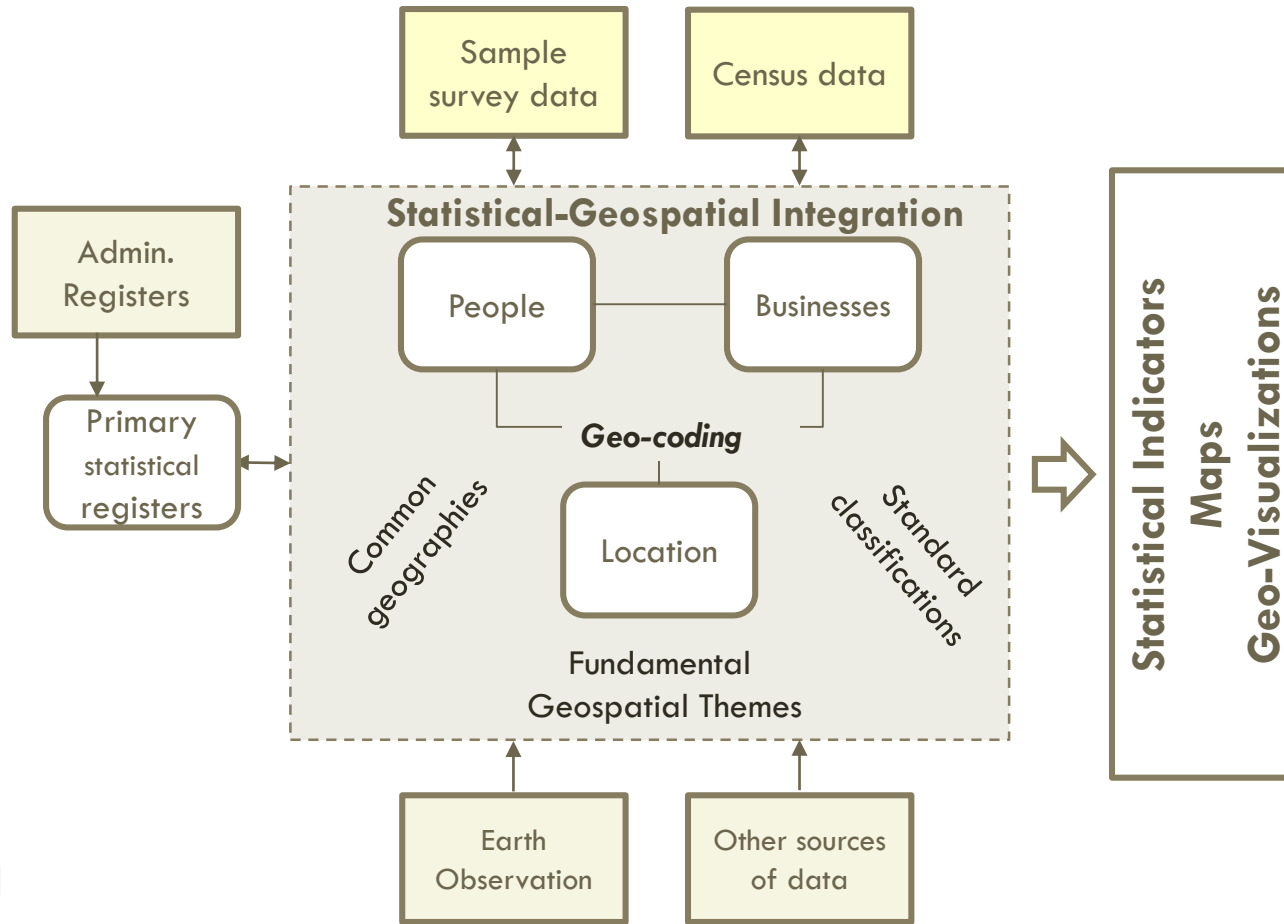 Sample
survey data
Census data
Statistical-Geospatial Integration
Admin.
Registers
People
Businesses
Primary
statistical
registers
Geo-coding
Common
geographies
Location
Standard
classifications
Fundamental
Geospatial Themes
Earth
Observation
Other sources
of data
Statistical Indicators
Maps
Geo-Visualizations